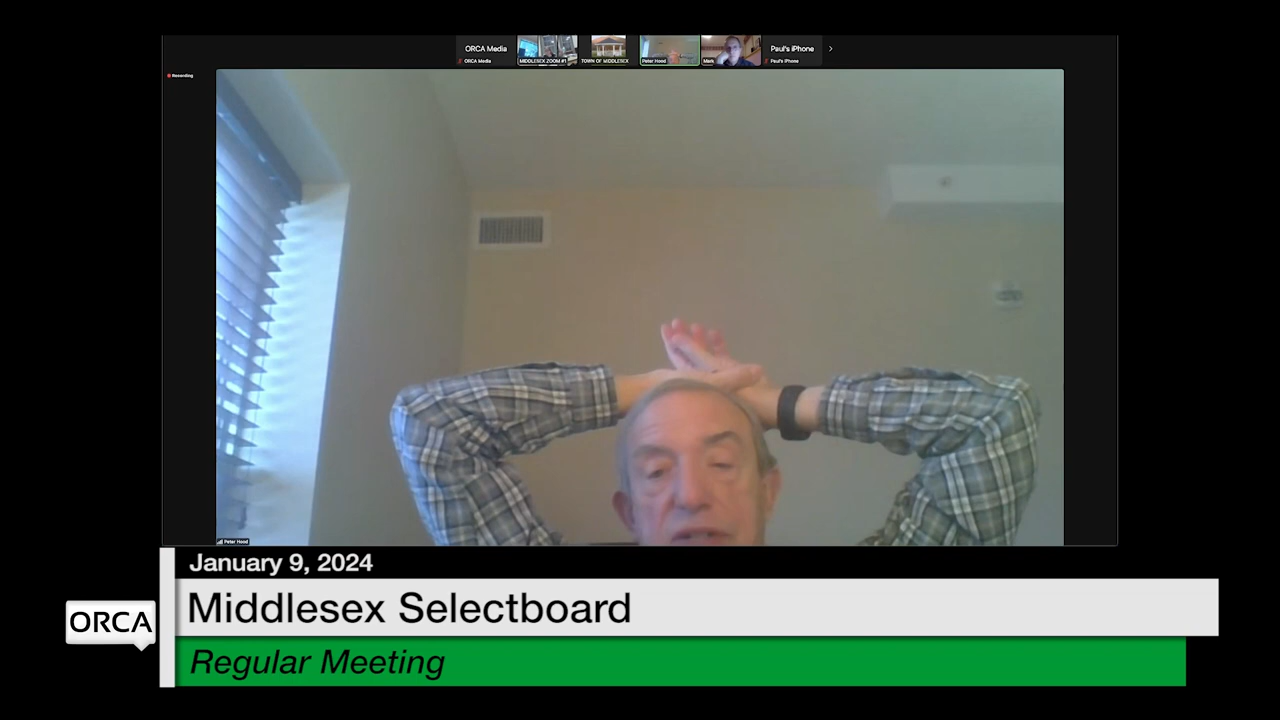 ORCA Media
Paul's iPhone
ORCA Media
MIDDLESEX ZOOM #1
TOWN OF MIDDLESEX
Peter Hood
Mark
Paul's iPhone
Recording
Peter Hood
January 9, 2024
Middlesex Selectboard
ORCA
Regular Meeting